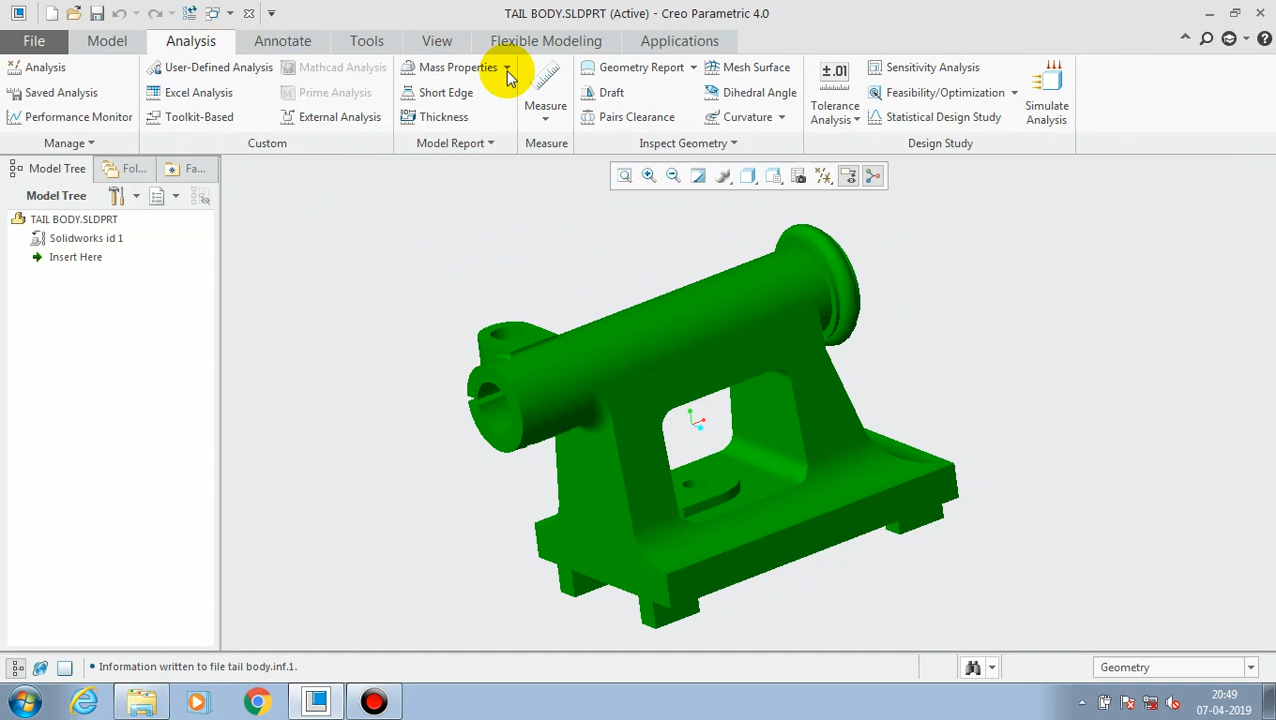 TAIL BODY.SLDPRT (Active) - Creo Parametric 4.0
File Model Analysis Annotate Tools View Flexible Modeling Applications
Analysis
Saved Analysis
Performance Monitor
Manage
User-Defined Analysis
Excel Analysis
Toolkit-Based
Mathcad Analysis
Prime Analysis
External Analysis
Custom
Mass Properties
Short Edge
Thickness
Model Report
Measure
Measure
Geometry Report
Draft
Pairs Clearance
Mesh Surface
Dihedral Angle
Curvature
Inspect Geometry
±.01
Tolerance
Analysis
Sensitivity Analysis
Feasibility/Optimization
Statistical Design Study
Simulate
Analysis
Design Study
Model Tree Fol... Fa...
Model Tree
TAIL BODY.SLDPRT
Solidworks id 1
Insert Here
• Information written to file tail body.inf.1.
Geometry
20:49
07-04-2019